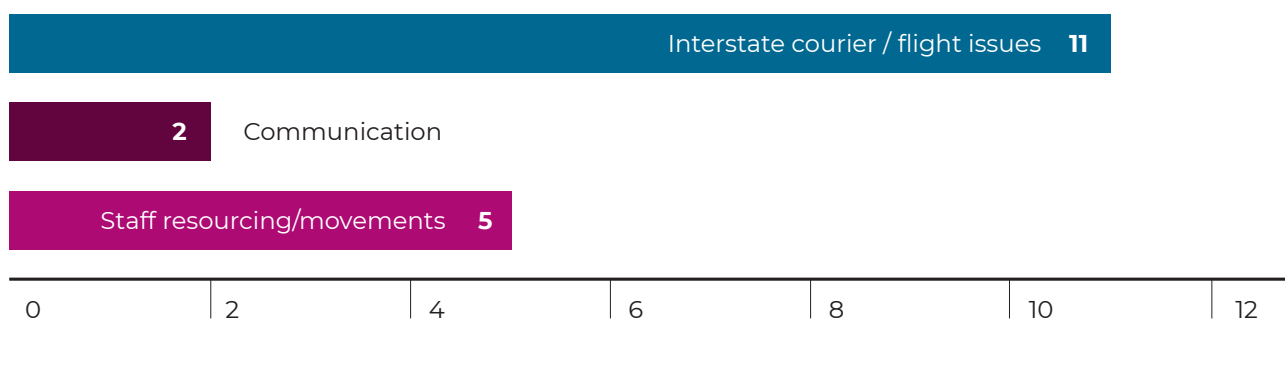 Interstate courier / flight issues 11
2 Communication
Staff resourcing/movements 5
0 2 4 6 8 10 12